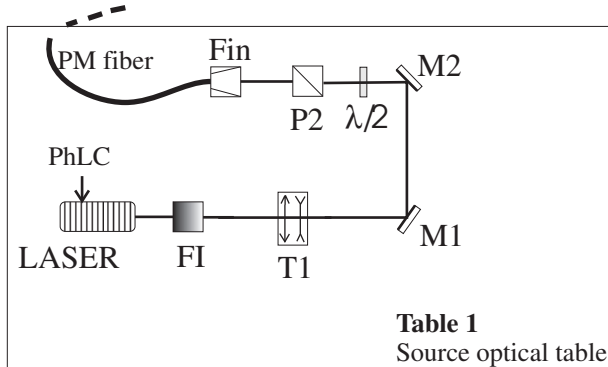 PM fiber
Fin
P2
λ/2
M2
PhLC
LASER
FI
T1
M1
Table 1
Source optical table